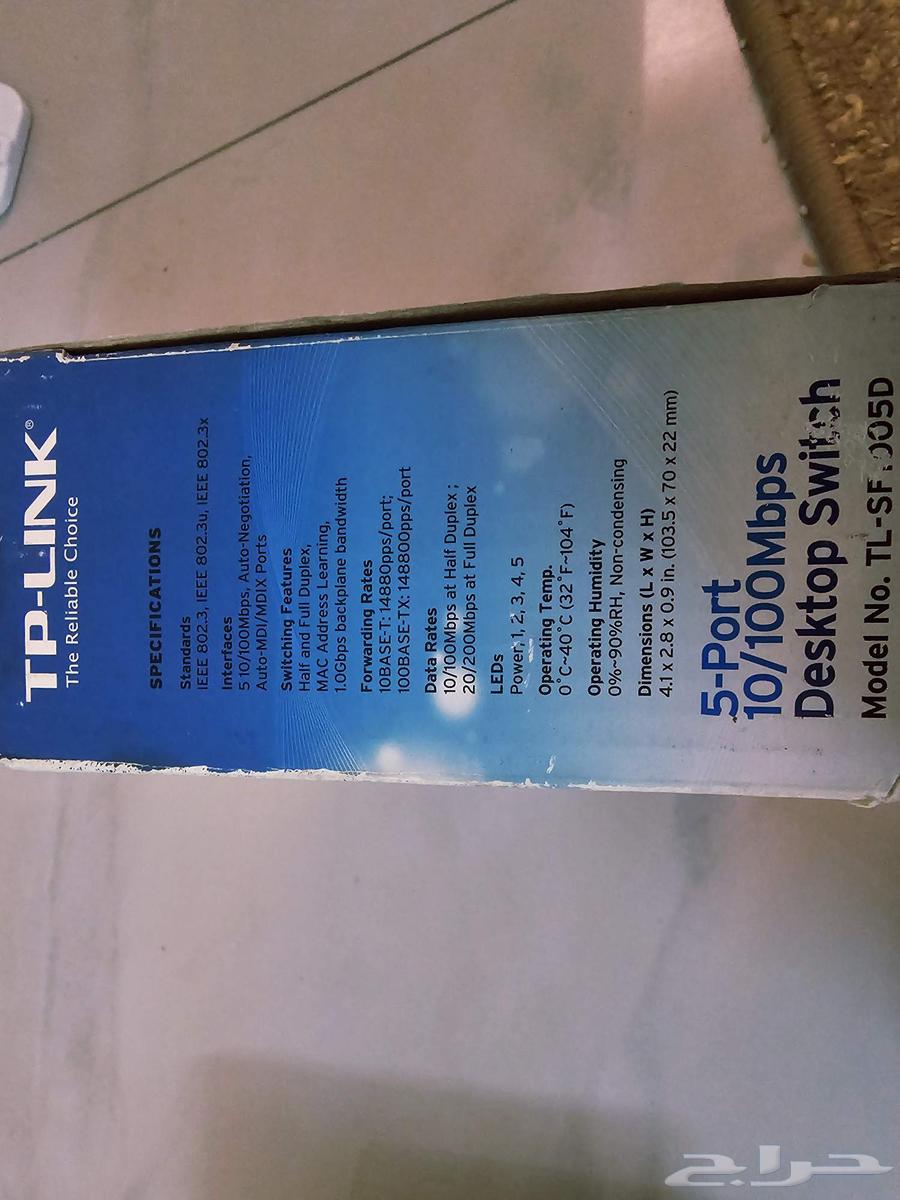 TP-LINK®
The Reliable Choice
SPECIFICATIONS
Standards
IEEE 802.3, IEEE 802.3u, IEEE 802.3x
Interfaces
5 10/100Mbps, Auto-Negotiation,
Auto-MDI/MDIX Ports
Switching Features
Half and Full Duplex,
MAC Address Learning,
1.0Gbps backplane bandwidth
Forwarding Rates
10BASE-T: 14880pps/port;
100BASE-TX: 148800pps/port
Data Rates
10/100Mbps at Half Duplex ;
20/200Mbps at Full Duplex
LEDs
Power, 1, 2, 3, 4, 5
Operating Temp.
0˚C~40˚C (32˚F~104˚F)
Operating Humidity
0%~90%RH, Non-condensing
Dimensions (L x W x H)
4.1 x 2.8 x 0.9 in. (103.5 x 70 x 22 mm)
5-Port
10/100Mbps
Desktop Switch
Model No. TL-SF1005D
حراج